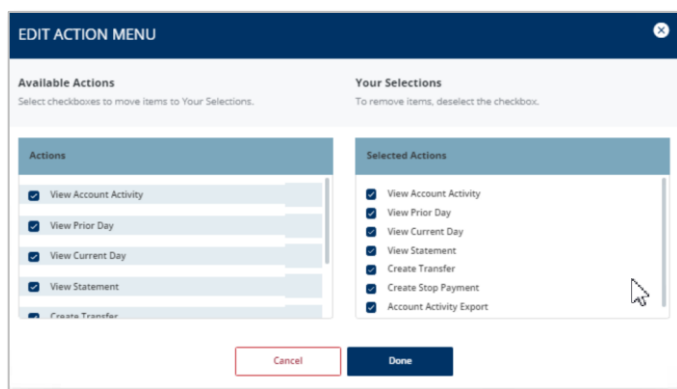 EDIT ACTION MENU
Available Actions
Select checkboxes to move items to Your Selections.
Your Selections
To remove items, deselect the checkbox.
Actions
View Account Activity
View Prior Day
View Current Day
View Statement
Create Transfer
Selected Actions
View Account Activity
View Prior Day
View Current Day
View Statement
Create Transfer
Create Stop Payment
Account Activity Export
Cancel
Done